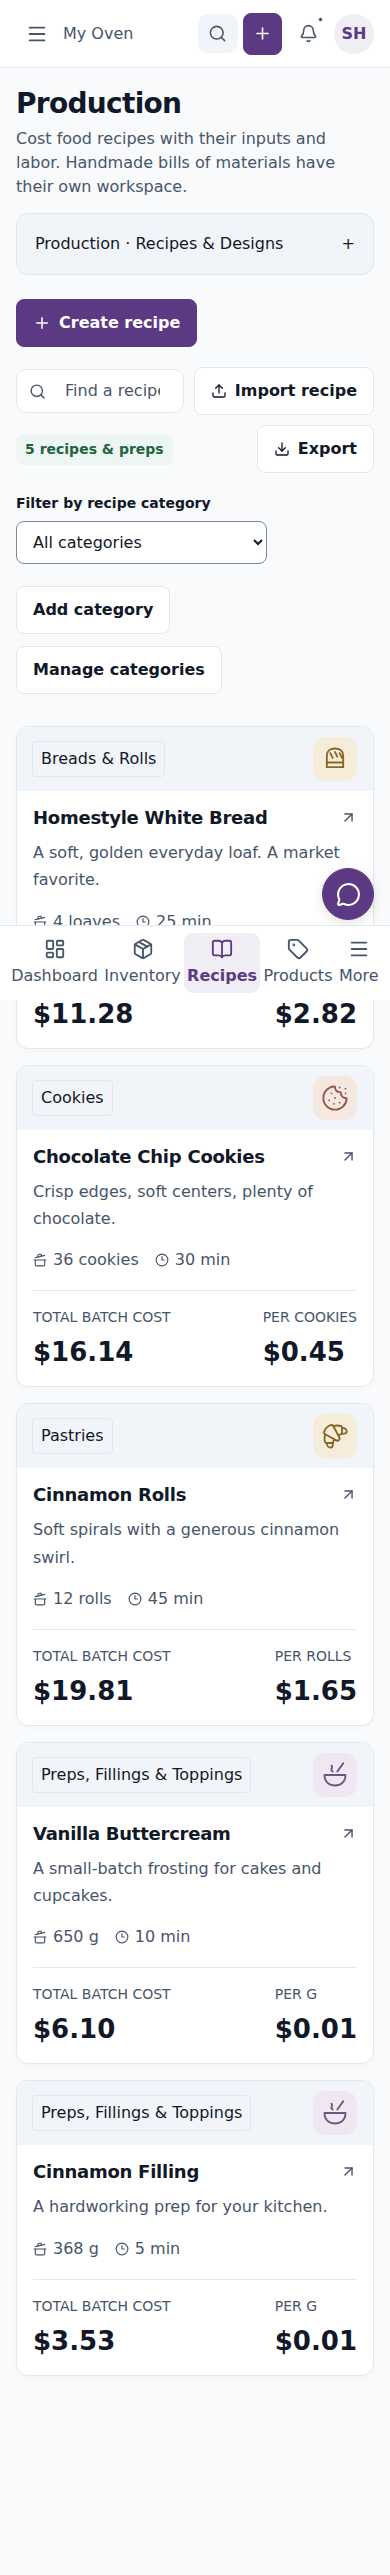 My Oven
SH
Production
Cost food recipes with their inputs and
labor. Handmade bills of materials have
their own workspace.
Production · Recipes & Designs
+
+ Create recipe
Find a recipe
Import recipe
5 recipes & preps
Export
Filter by recipe category
All categories
Add category
Manage categories
Breads & Rolls
Homestyle White Bread
A soft, golden everyday loaf. A market
favorite.
4 loaves 25 min
Dashboard Inventory Recipes Products More
$11.28 $2.82
Cookies
Chocolate Chip Cookies
Crisp edges, soft centers, plenty of
chocolate.
36 cookies 30 min
TOTAL BATCH COST PER COOKIES
$16.14 $0.45
Pastries
Cinnamon Rolls
Soft spirals with a generous cinnamon
swirl.
12 rolls 45 min
TOTAL BATCH COST PER ROLLS
$19.81 $1.65
Preps, Fillings & Toppings
Vanilla Buttercream
A small-batch frosting for cakes and
cupcakes.
650 g 10 min
TOTAL BATCH COST PER G
$6.10 $0.01
Preps, Fillings & Toppings
Cinnamon Filling
A hardworking prep for your kitchen.
368 g 5 min
TOTAL BATCH COST PER G
$3.53 $0.01